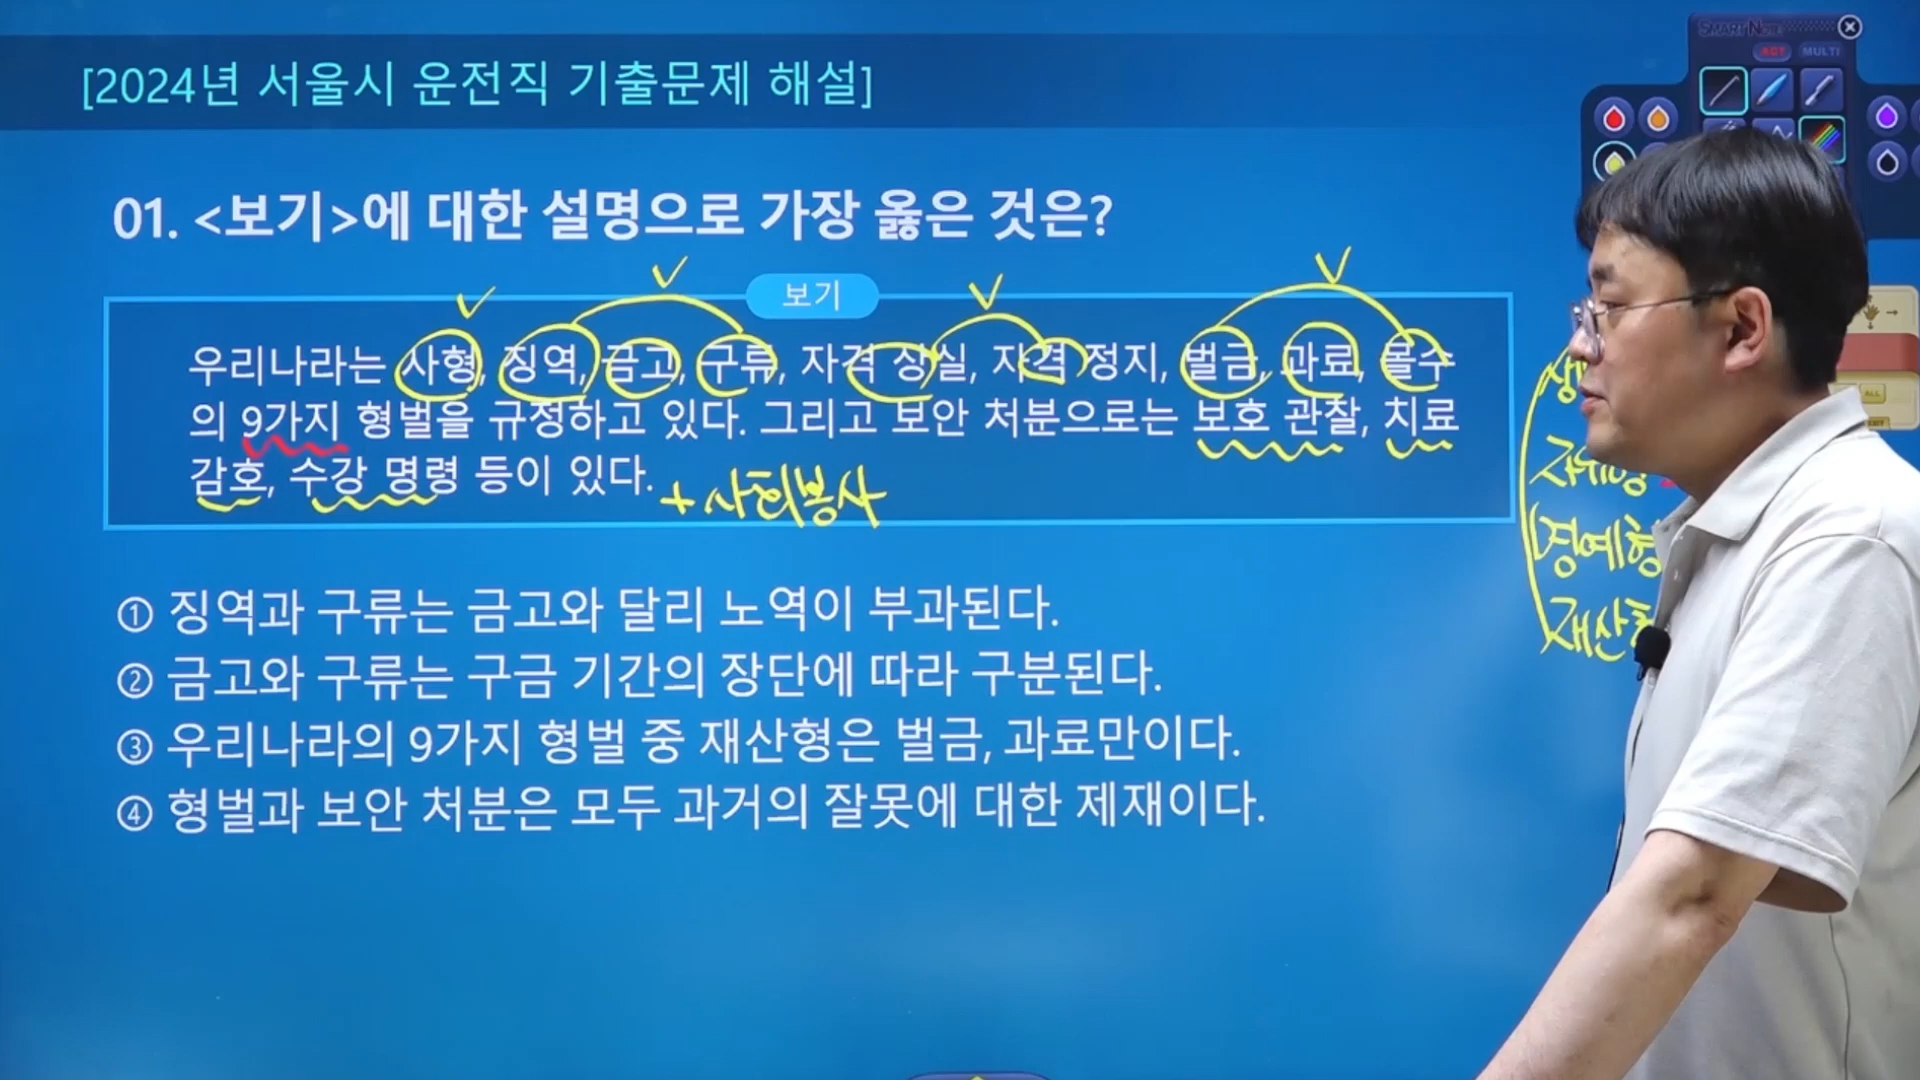 [2024년 서울시 운전직 기출문제 해설]
SMART
ACT MULTI
01. <보기>에 대한 설명으로 가장 옳은 것은?
보기
우리나라는 사형, 징역, 금고, 구류, 자격 상실, 자격 정지, 벌금, 과료, 몰수
의 9가지 형벌을 규정하고 있다. 그리고 보안 처분으로는 보호 관찰, 치료
감호, 수강 명령 등이 있다.
+ 사회봉사
① 징역과 구류는 금고와 달리 노역이 부과된다.
② 금고와 구류는 구금 기간의 장단에 따라 구분된다.
③ 우리나라의 9가지 형벌 중 재산형은 벌금, 과료만이다.
④ 형벌과 보안 처분은 모두 과거의 잘못에 대한 제재이다.
ALL